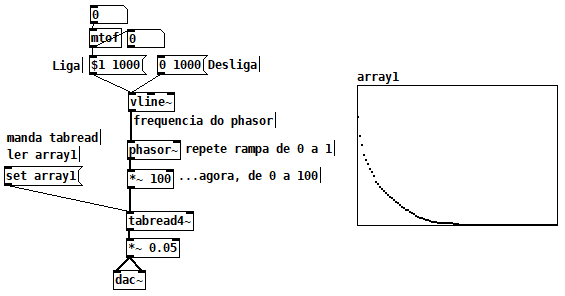 0
mtof
0
Liga
$1 1000
0 1000
Desliga
vline~
frequencia do phasor
manda tabread
ler array1
set array1
phasor~
repete rampa de 0 a 1
*~ 100
...agora, de 0 a 100
tabread4~
*~ 0.05
dac~
array1